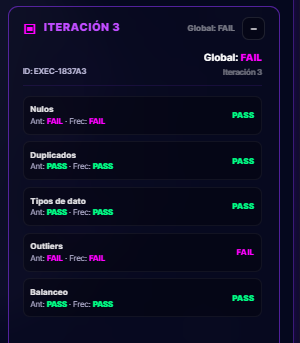 ITERACIÓN 3
Global: FAIL
−
Global: FAIL
ID: EXEC-1837A3
Iteración 3
Nulos
Ant: FAIL - Frec: FAIL
PASS
Duplicados
Ant: PASS - Frec: PASS
PASS
Tipos de dato
Ant: PASS - Frec: PASS
PASS
Outliers
Ant: FAIL - Frec: FAIL
FAIL
Balanceo
Ant: PASS - Frec: PASS
PASS